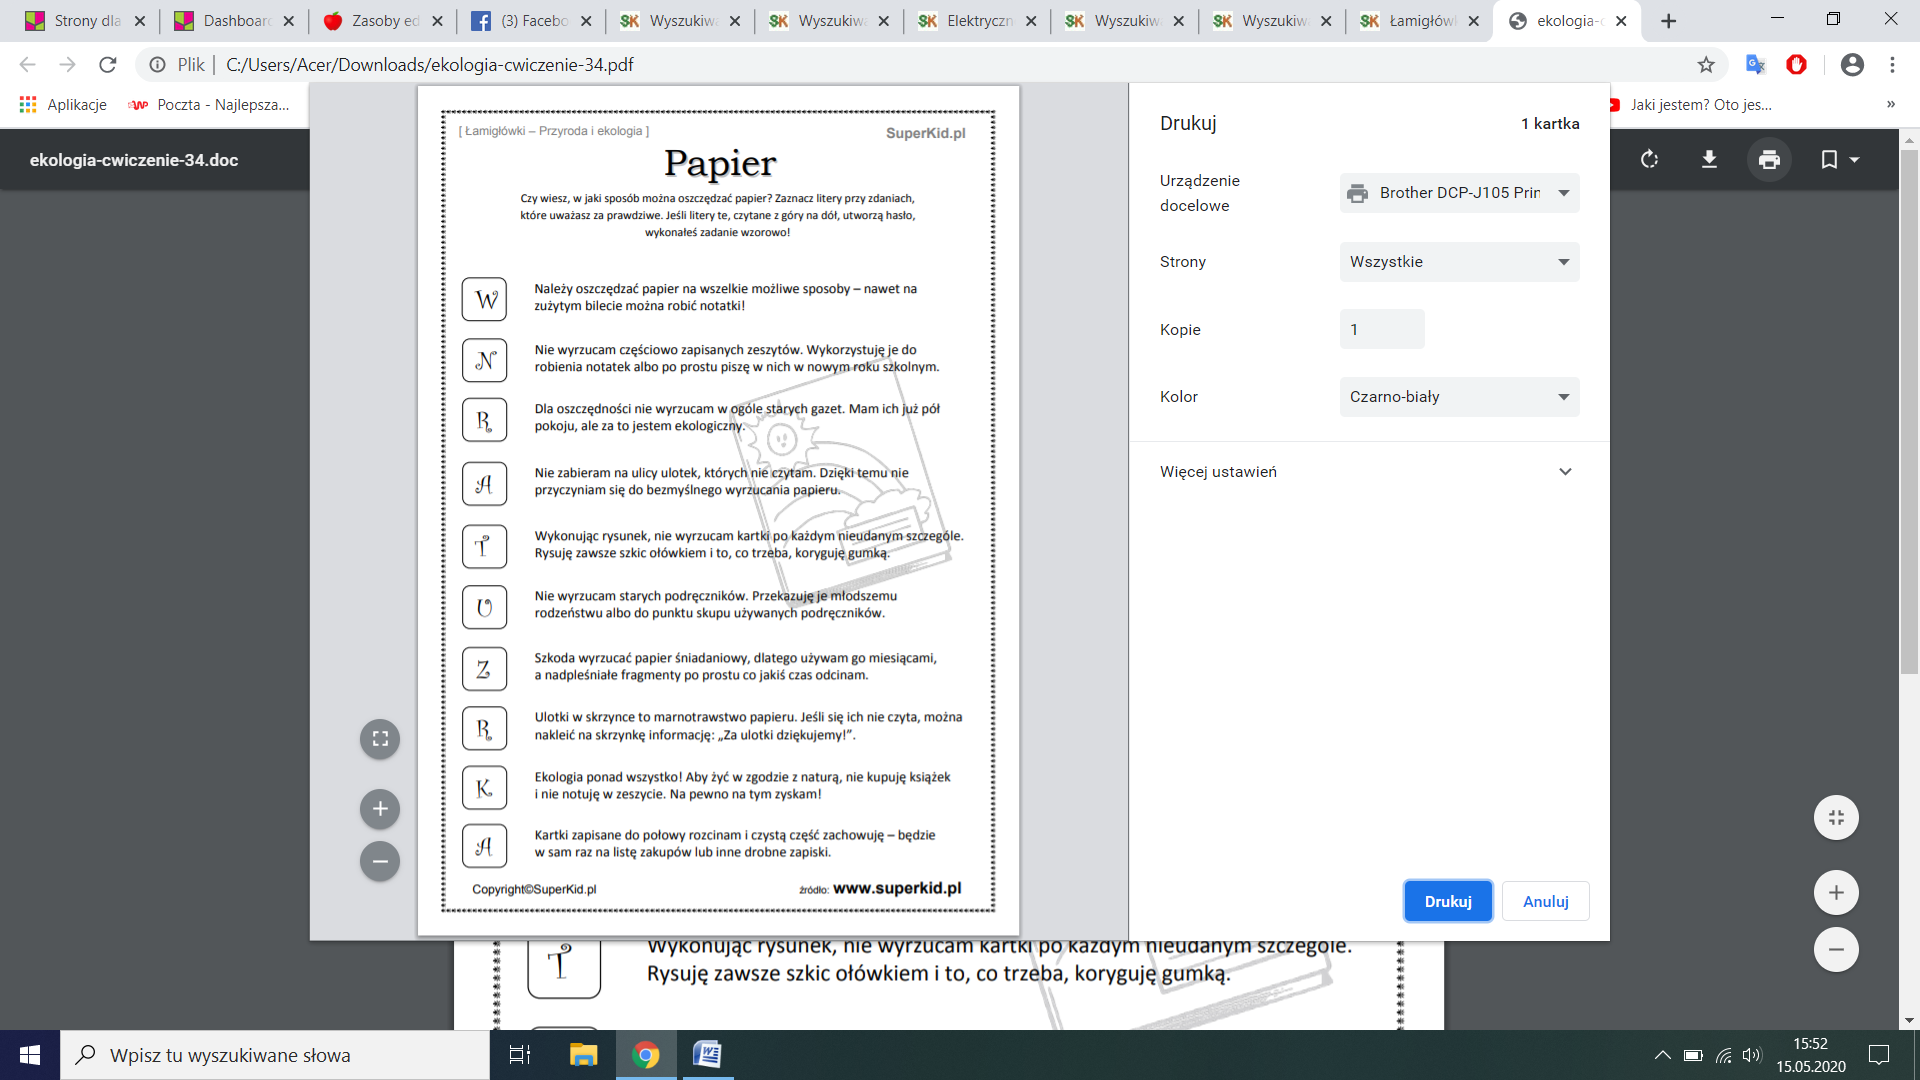 Strony dla
Dashboar
Zasoby ed
(3) Facebo
Wyszukiwa
Wyszukiwa
Elektryczn
Wyszukiwa
Wyszukiwa
Łamigłówk
ekologia-c
Plik
C:/Users/Acer/Downloads/ekologia-cwiczenie-34.pdf
Aplikacje
Poczta - Najlepsza...
Jaki jestem? Oto jes...
»
ekologia-cwiczenie-34.doc
[ Łamigłówki – Przyroda i ekologia ]
SuperKid.pl
Papier
Czy wiesz, w jaki sposób można oszczędzać papier? Zaznacz litery przy zdaniach,
które uważasz za prawdziwe. Jeśli litery te, czytane z góry na dół, utworzą hasło,
wykonałeś zadanie wzorowo!
W
Należy oszczędzać papier na wszelkie możliwe sposoby – nawet na
zużytym bilecie można robić notatki!
N
Nie wyrzucam częściowo zapisanych zeszytów. Wykorzystuję je do
robienia notatek albo po prostu piszę w nich w nowym roku szkolnym.
R
Dla oszczędności nie wyrzucam w ogóle starych gazet. Mam ich już pół
pokoju, ale za to jestem ekologiczny.
A
Nie zabieram na ulicy ulotek, których nie czytam. Dzięki temu nie
przyczyniam się do bezmyślnego wyrzucania papieru.
T
Wykonując rysunek, nie wyrzucam kartki po każdym nieudanym szczególe.
Rysuję zawsze szkic ołówkiem i to, co trzeba, koryguję gumką.
U
Nie wyrzucam starych podręczników. Przekazuję je młodszemu
rodzeństwu albo do punktu skupu używanych podręczników.
Z
Szkoda wyrzucać papier śniadaniowy, dlatego używam go miesiącami,
a nadpleśniałe fragmenty po prostu co jakiś czas odcinam.
R
Ulotki w skrzynce to marnotrawstwo papieru. Jeśli się ich nie czyta, można
nakleić na skrzynkę informację: „Za ulotki dziękujemy!”.
K
Ekologia ponad wszystko! Aby żyć w zgodzie z naturą, nie kupuję książek
i nie notuję w zeszycie. Na pewno na tym zyskam!
A
Kartki zapisane do połowy rozcinam i czystą część zachowuję – będzie
w sam raz na listę zakupów lub inne drobne zapiski.
Copyright©SuperKid.pl
źródło: www.superkid.pl
Drukuj
1 kartka
Urządzenie
docelowe
Brother DCP-J105 Prin
Strony
Wszystkie
Kopie
1
Kolor
Czarno-biały
Więcej ustawień
Drukuj
Anuluj
T
Wykonując rysunek, nie wyrzucam kartki po każdym nieudanym szczególe.
Rysuję zawsze szkic ołówkiem i to, co trzeba, koryguję gumką.
Wpisz tu wyszukiwane słowa
15:52
15.05.2020